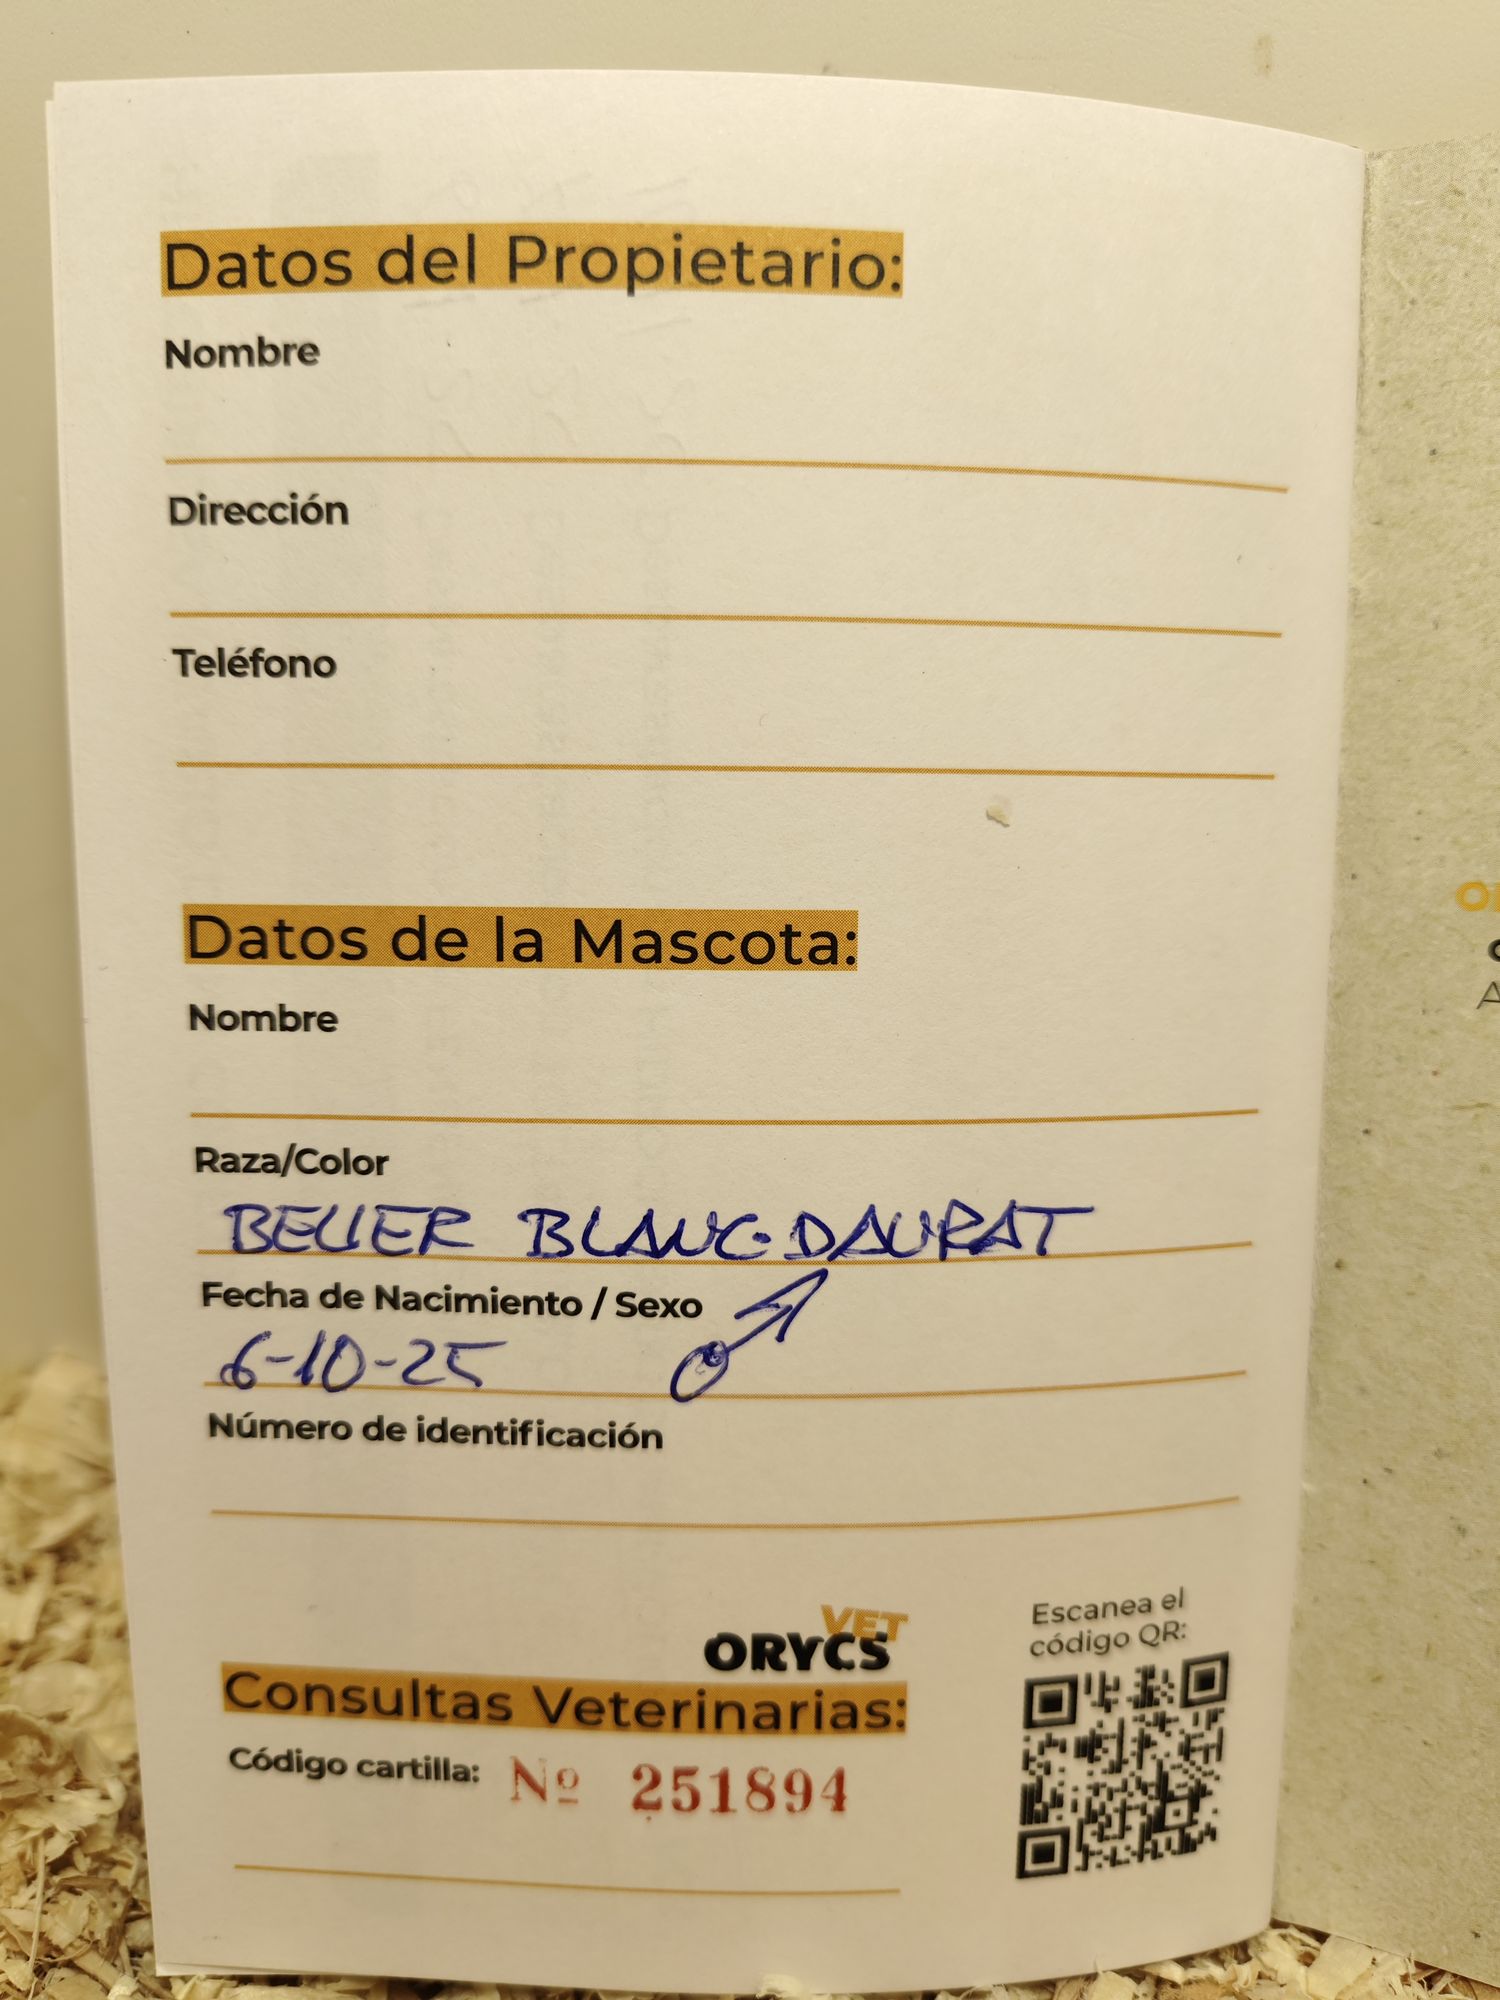 Datos del Propietario:
Nombre
Dirección
Teléfono
Datos de la Mascota:
Nombre
Raza/Color
BELIER BLANC-DAURAT
Fecha de Nacimiento / Sexo
6-10-25 ♂
Número de identificación
ORYCS VET
Consultas Veterinarias:
Código cartilla: Nº 251894
Escanea el
código QR: